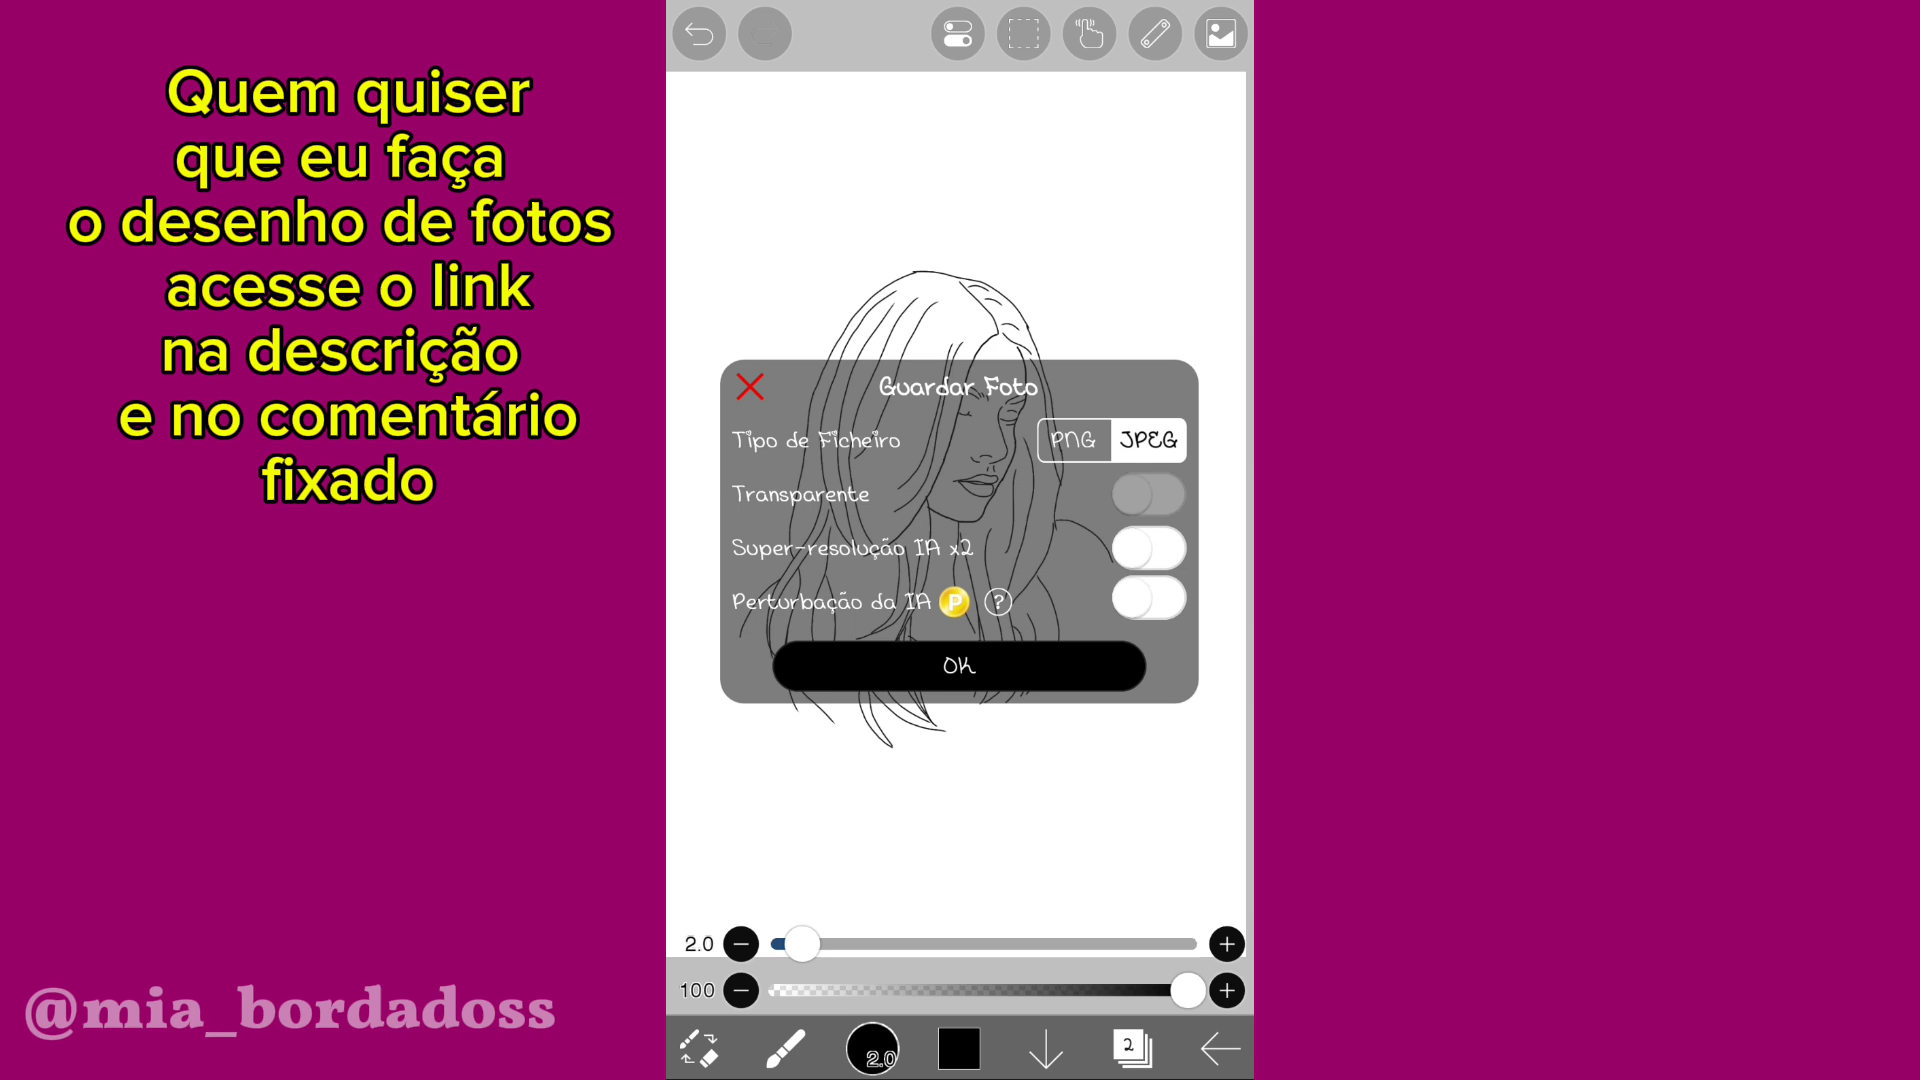 Quem quiser
que eu faça
o desenho de fotos
acesse o link
na descrição
e no comentário
fixado
@mia_bordadoss
Guardar Foto
Tipo de Ficheiro PNG JPEG
Transparente
Super-resolução IA x2
Perturbação da IA P ?
OK
2.0
100
2.0 2